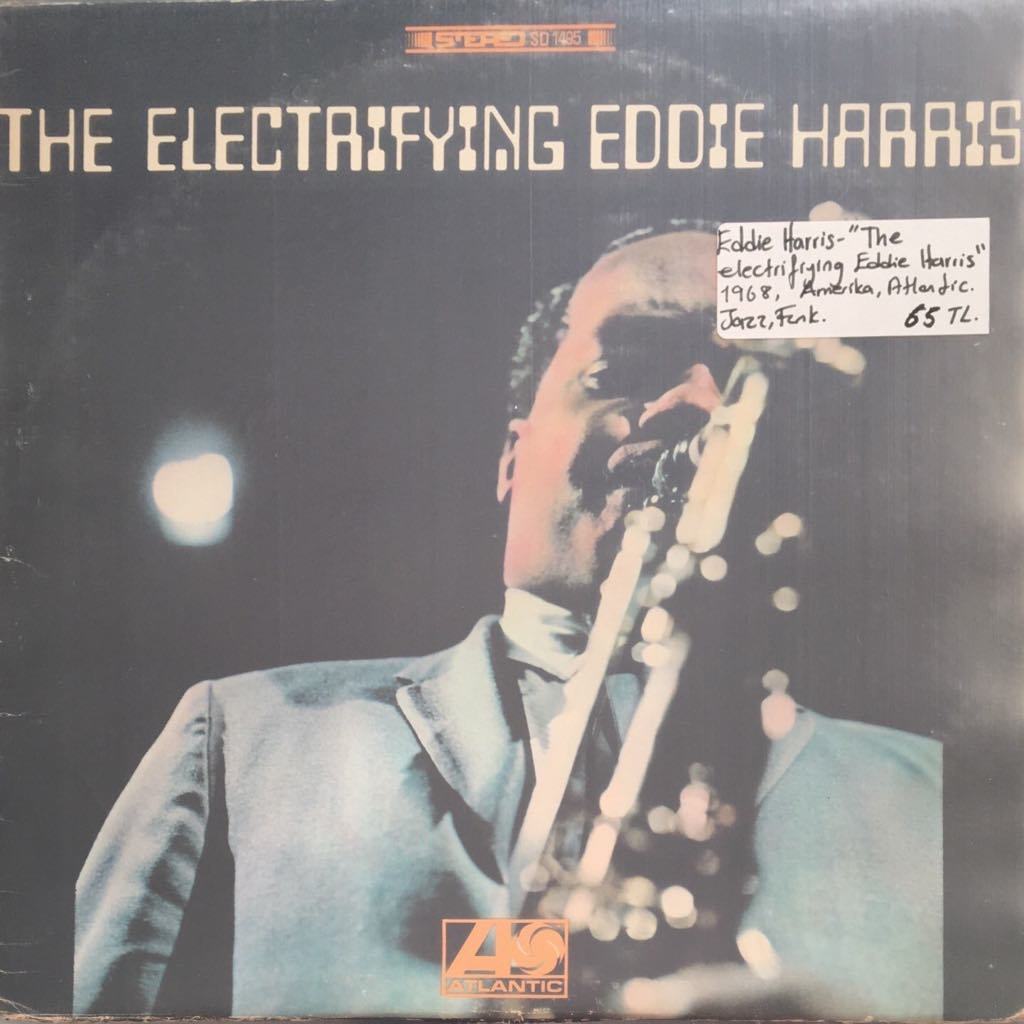 STEREO SD 1495
THE ELECTRIFYING EDDIE HARRIS
Eddie Harris-"The
electrifrying Eddie Harris"
1968, Amerika, Atlantic.
Jazz, Funk. 65 TL.
ATLANTIC